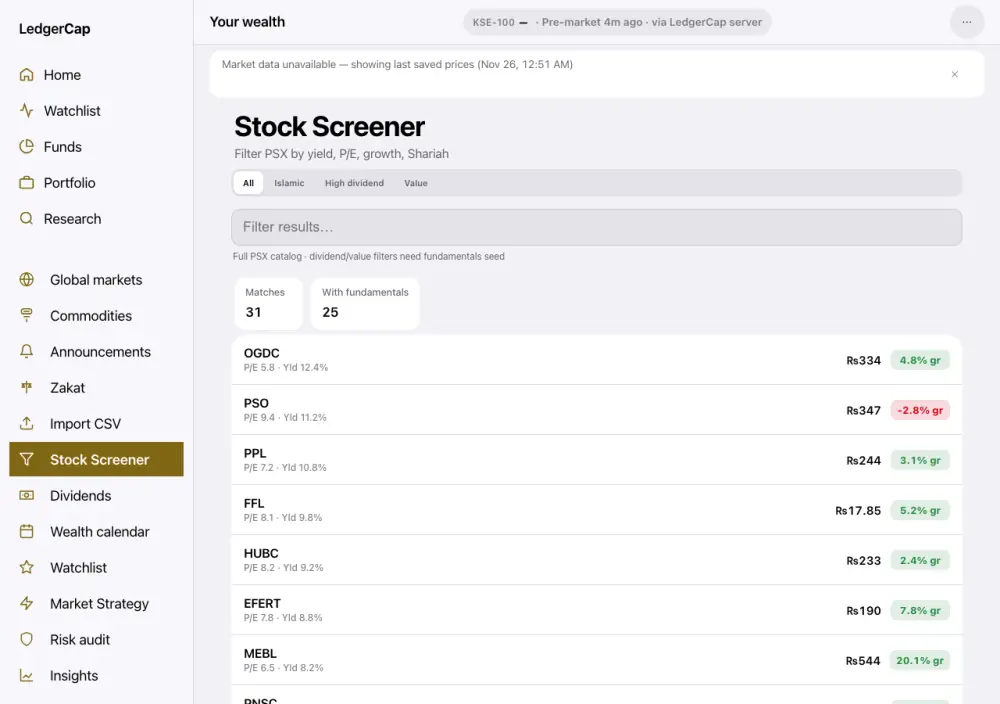 LedgerCap
Home
Watchlist
Funds
Portfolio
Research
Global markets
Commodities
Announcements
Zakat
Import CSV
Stock Screener
Dividends
Wealth calendar
Watchlist
Market Strategy
Risk audit
Insights
Your wealth
KSE-100 — · Pre-market 4m ago · via LedgerCap server
...
Market data unavailable — showing last saved prices (Nov 26, 12:51 AM)
×
Stock Screener
Filter PSX by yield, P/E, growth, Shariah
All Islamic High dividend Value
Filter results...
Full PSX catalog · dividend/value filters need fundamentals seed
Matches
31
With fundamentals
25
OGDC
P/E 5.8 · Yld 12.4%
₨334 4.8% gr
PSO
P/E 9.4 · Yld 11.2%
₨347 -2.8% gr
PPL
P/E 7.2 · Yld 10.8%
₨244 3.1% gr
FFL
P/E 8.1 · Yld 9.8%
₨17.85 5.2% gr
HUBC
P/E 8.2 · Yld 9.2%
₨233 2.4% gr
EFERT
P/E 7.8 · Yld 8.8%
₨190 7.8% gr
MEBL
P/E 6.5 · Yld 8.2%
₨544 20.1% gr